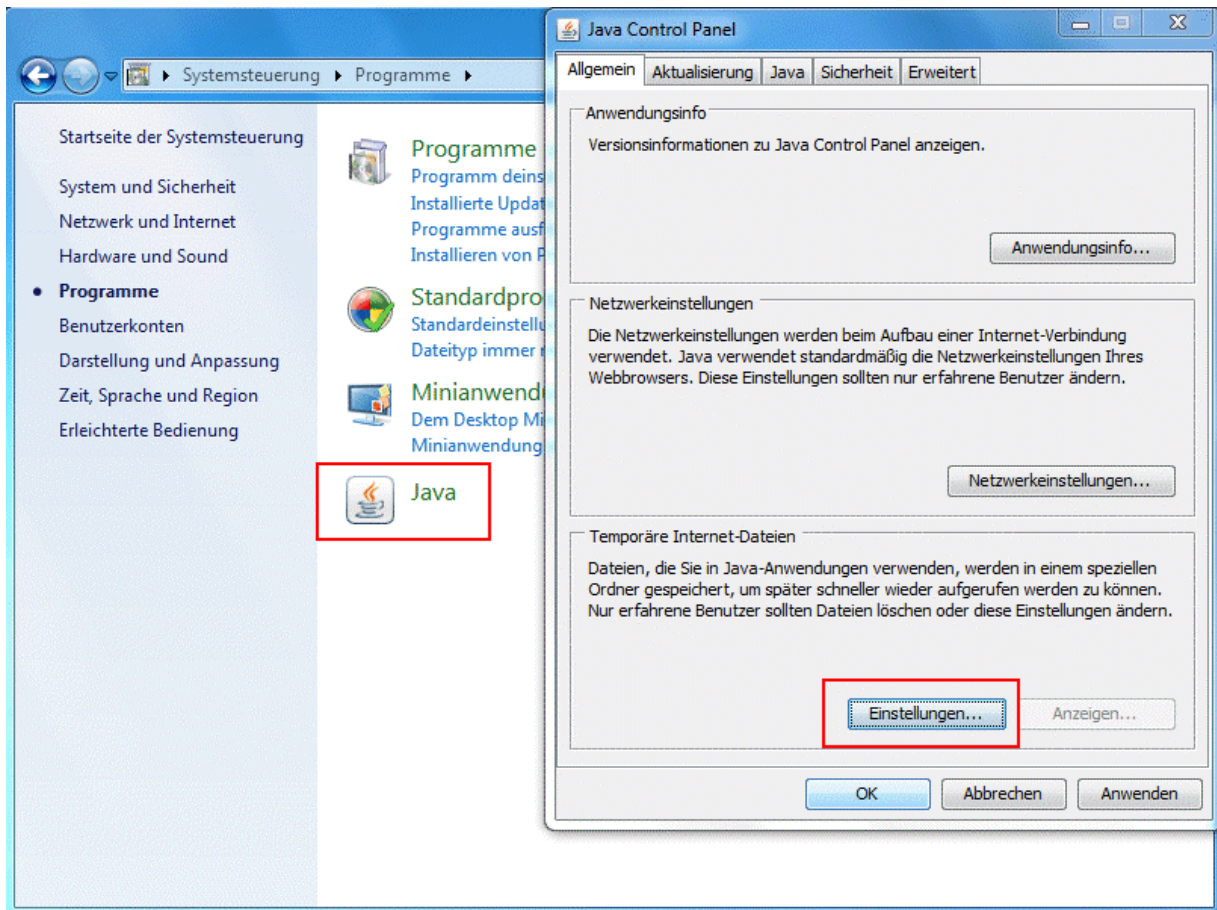 Systemsteuerung ▸ Programme ▸
Startseite der Systemsteuerung
System und Sicherheit
Netzwerk und Internet
Hardware und Sound
Programme
Benutzerkonten
Darstellung und Anpassung
Zeit, Sprache und Region
Erleichterte Bedienung
Programme
Programm deins
Installierte Updat
Programme ausf
Installieren von P
Standardpro
Standardeinstellu
Dateityp immer
Minianwendu
Dem Desktop Mi
Minianwendung
Java
Java Control Panel
Allgemein Aktualisierung Java Sicherheit Erweitert
Anwendungsinfo
Versionsinformationen zu Java Control Panel anzeigen.
Anwendungsinfo...
Netzwerkeinstellungen
Die Netzwerkeinstellungen werden beim Aufbau einer Internet-Verbindung
verwendet. Java verwendet standardmäßig die Netzwerkeinstellungen Ihres
Webbrowsers. Diese Einstellungen sollten nur erfahrene Benutzer ändern.
Netzwerkeinstellungen...
Temporäre Internet-Dateien
Dateien, die Sie in Java-Anwendungen verwenden, werden in einem speziellen
Ordner gespeichert, um später schneller wieder aufgerufen werden zu können.
Nur erfahrene Benutzer sollten Dateien löschen oder diese Einstellungen ändern.
Einstellungen... Anzeigen...
OK Abbrechen Anwenden